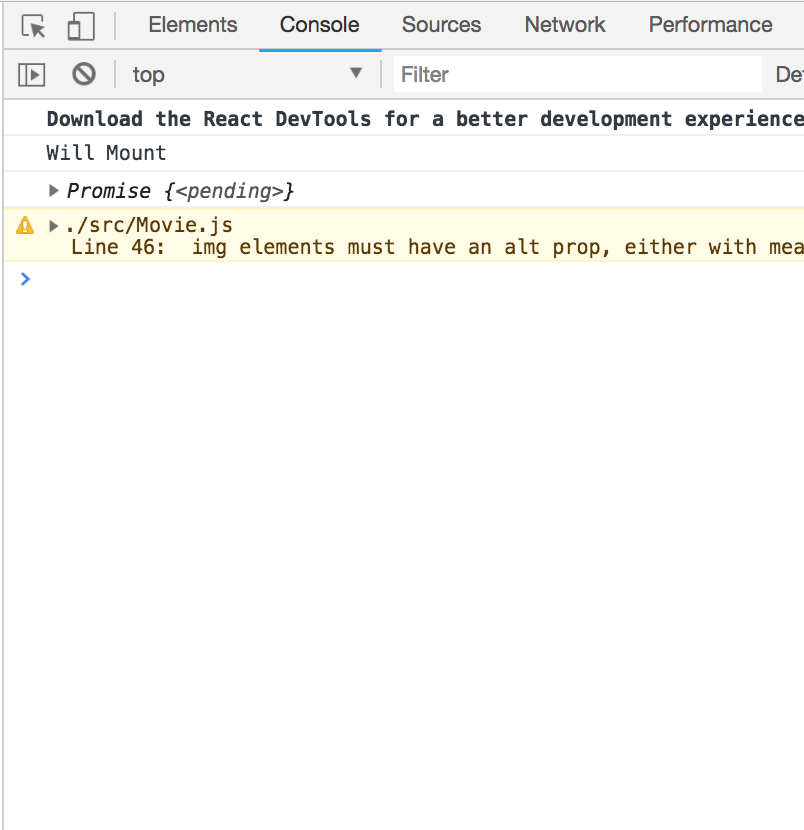 Elements Console Sources Network Performance
top Filter De
Download the React DevTools for a better development experience
Will Mount
Promise {<pending>}
./src/Movie.js
Line 46: img elements must have an alt prop, either with mea